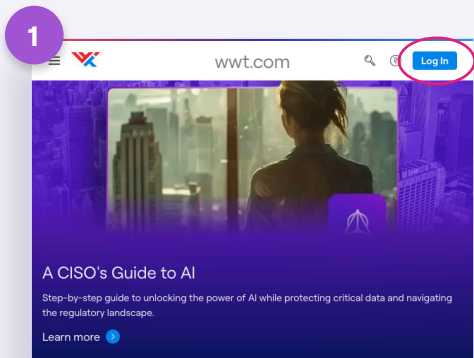 1
wwt.com
Log In
A CISO's Guide to AI
Step-by-step guide to unlocking the power of AI while protecting critical data and navigating
the regulatory landscape.
Learn more